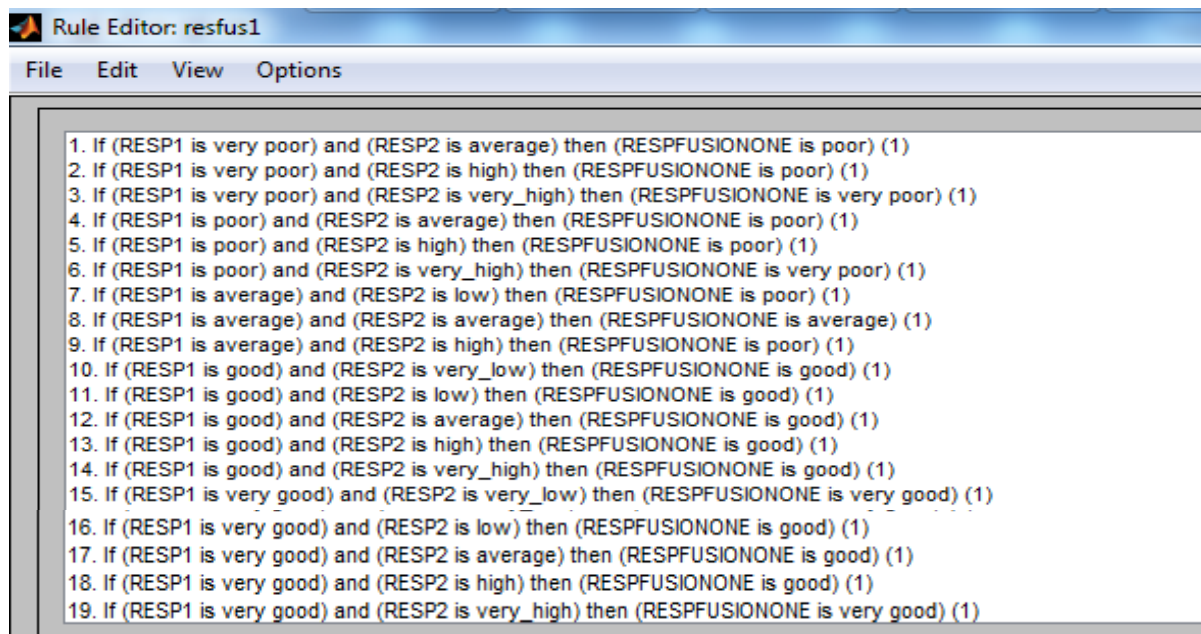 Rule Editor: resfus1
File Edit View Options
1. If (RESP1 is very poor) and (RESP2 is average) then (RESPFUSIONONE is poor) (1)
2. If (RESP1 is very poor) and (RESP2 is high) then (RESPFUSIONONE is poor) (1)
3. If (RESP1 is very poor) and (RESP2 is very_high) then (RESPFUSIONONE is very poor) (1)
4. If (RESP1 is poor) and (RESP2 is average) then (RESPFUSIONONE is poor) (1)
5. If (RESP1 is poor) and (RESP2 is high) then (RESPFUSIONONE is poor) (1)
6. If (RESP1 is poor) and (RESP2 is very_high) then (RESPFUSIONONE is very poor) (1)
7. If (RESP1 is average) and (RESP2 is low) then (RESPFUSIONONE is poor) (1)
8. If (RESP1 is average) and (RESP2 is average) then (RESPFUSIONONE is average) (1)
9. If (RESP1 is average) and (RESP2 is high) then (RESPFUSIONONE is poor) (1)
10. If (RESP1 is good) and (RESP2 is very_low) then (RESPFUSIONONE is good) (1)
11. If (RESP1 is good) and (RESP2 is low) then (RESPFUSIONONE is good) (1)
12. If (RESP1 is good) and (RESP2 is average) then (RESPFUSIONONE is good) (1)
13. If (RESP1 is good) and (RESP2 is high) then (RESPFUSIONONE is good) (1)
14. If (RESP1 is good) and (RESP2 is very_high) then (RESPFUSIONONE is good) (1)
15. If (RESP1 is very good) and (RESP2 is very_low) then (RESPFUSIONONE is very good) (1)
16. If (RESP1 is very good) and (RESP2 is low) then (RESPFUSIONONE is good) (1)
17. If (RESP1 is very good) and (RESP2 is average) then (RESPFUSIONONE is good) (1)
18. If (RESP1 is very good) and (RESP2 is high) then (RESPFUSIONONE is good) (1)
19. If (RESP1 is very good) and (RESP2 is very_high) then (RESPFUSIONONE is very good) (1)